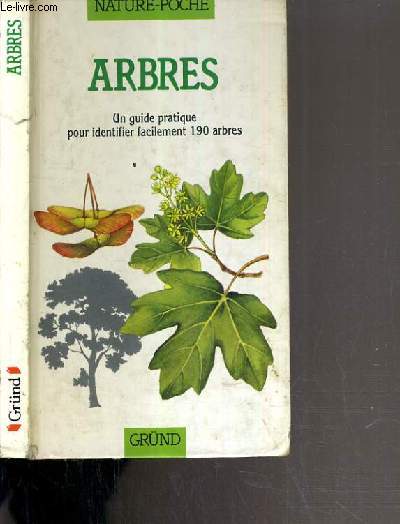 Le-livre.com
NATURE-POCHE
ARBRES
Un guide pratique
pour identifier facilement 190 arbres
GRÜND
ARBRES
Gründ